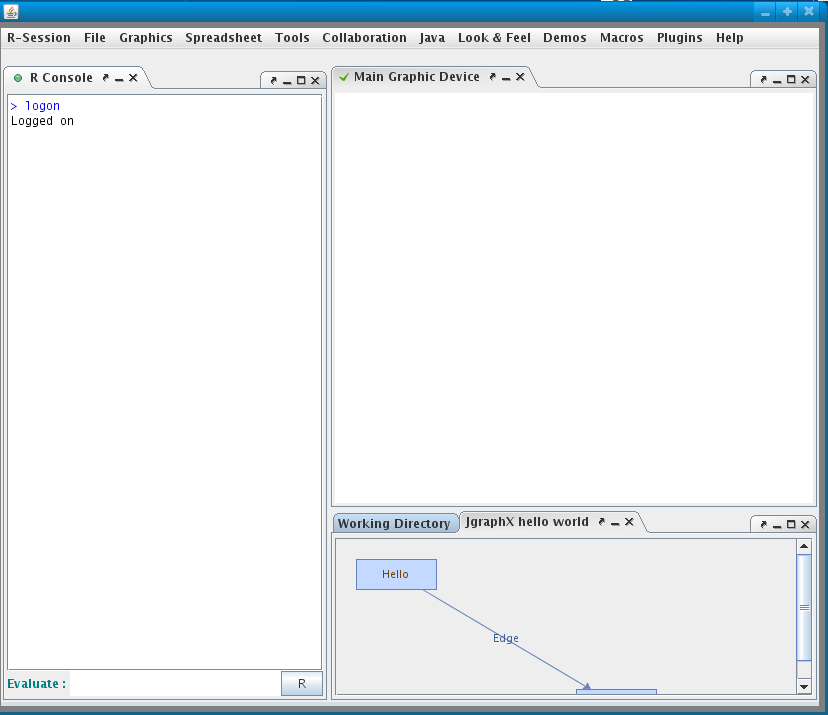 R-Session File Graphics Spreadsheet Tools Collaboration Java Look & Feel Demos Macros Plugins Help
R Console
> logon
Logged on
Evaluate :
R
Main Graphic Device
Working Directory
JgraphX hello world
Hello
Edge